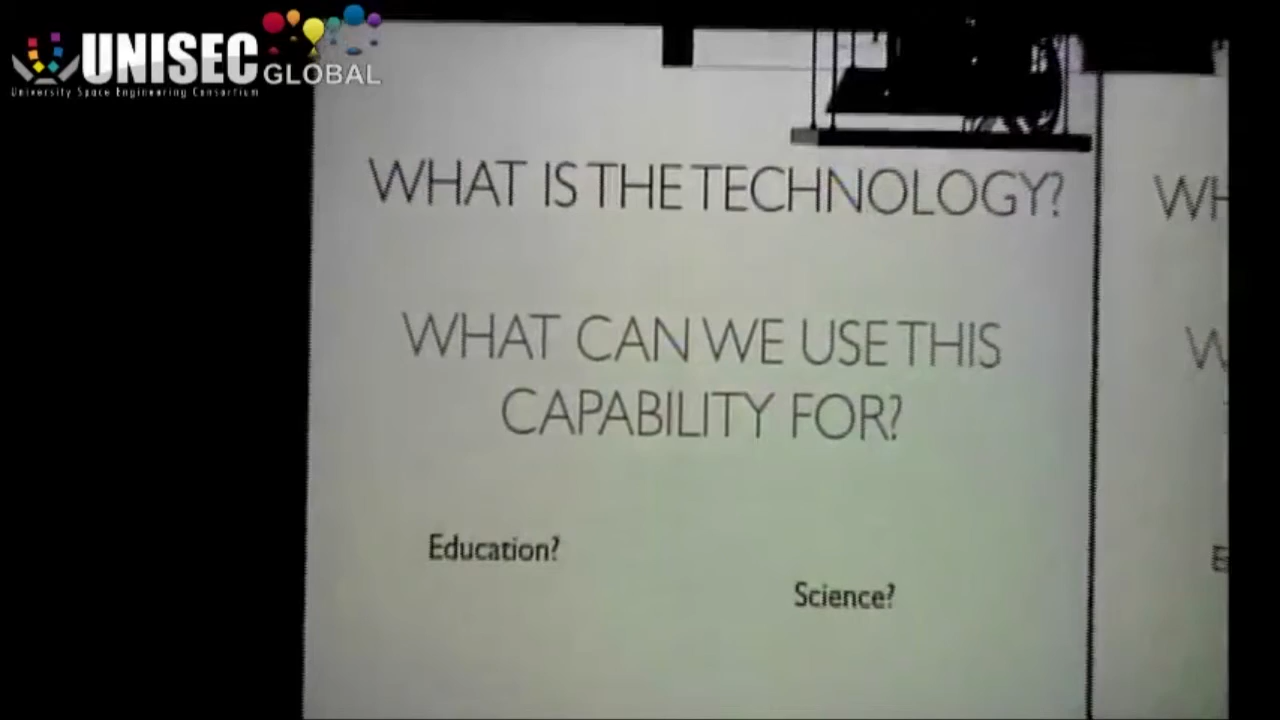 UNISEC
GLOBAL
University Space Engineering Consortium
WHAT IS THE TECHNOLOGY?
WH
WHAT CAN WE USE THIS
W
CAPABILITY FOR?
Education?
E
Science?